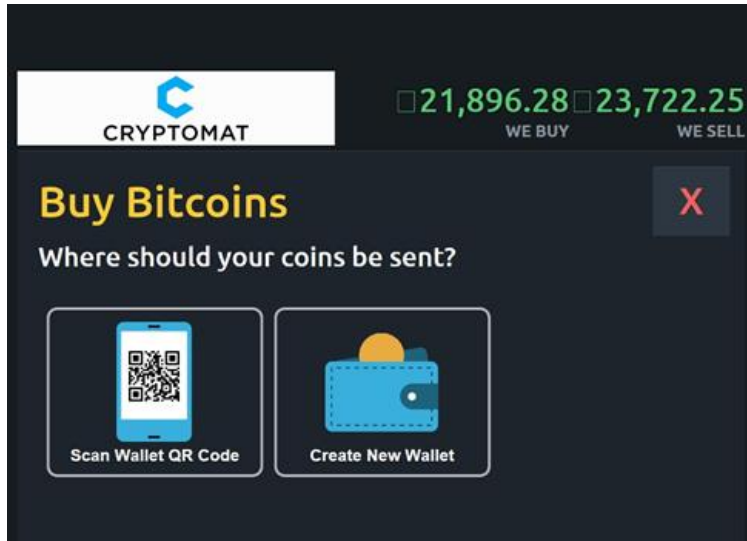 CRYPTOMAT
21,896.28 23,722.25
WE BUY WE SELL
Buy Bitcoins
X
Where should your coins be sent?
Scan Wallet QR Code
Create New Wallet